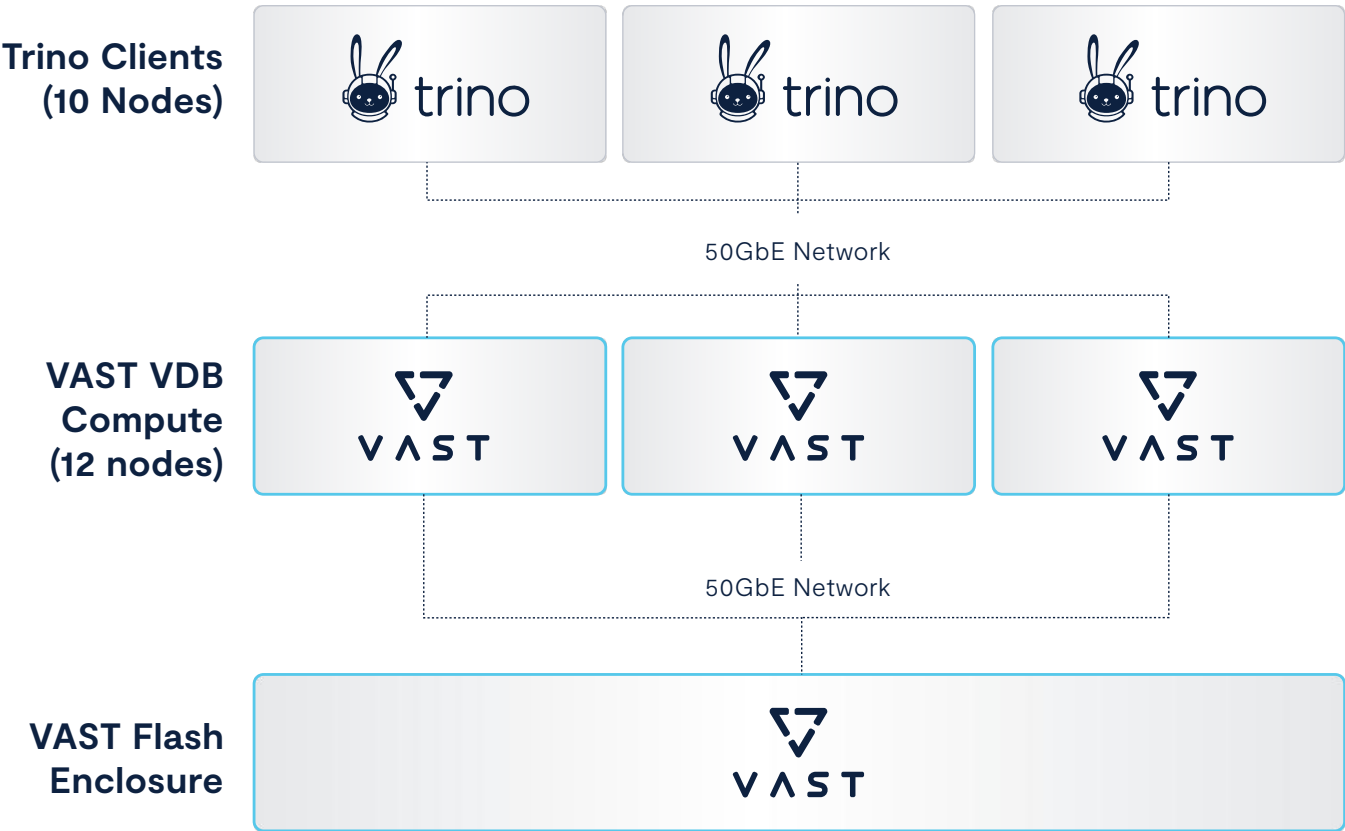 Trino Clients
(10 Nodes)
trino
trino
trino
50GbE Network
VAST VDB
Compute
(12 nodes)
VAST
VAST
VAST
50GbE Network
VAST Flash
Enclosure
VAST